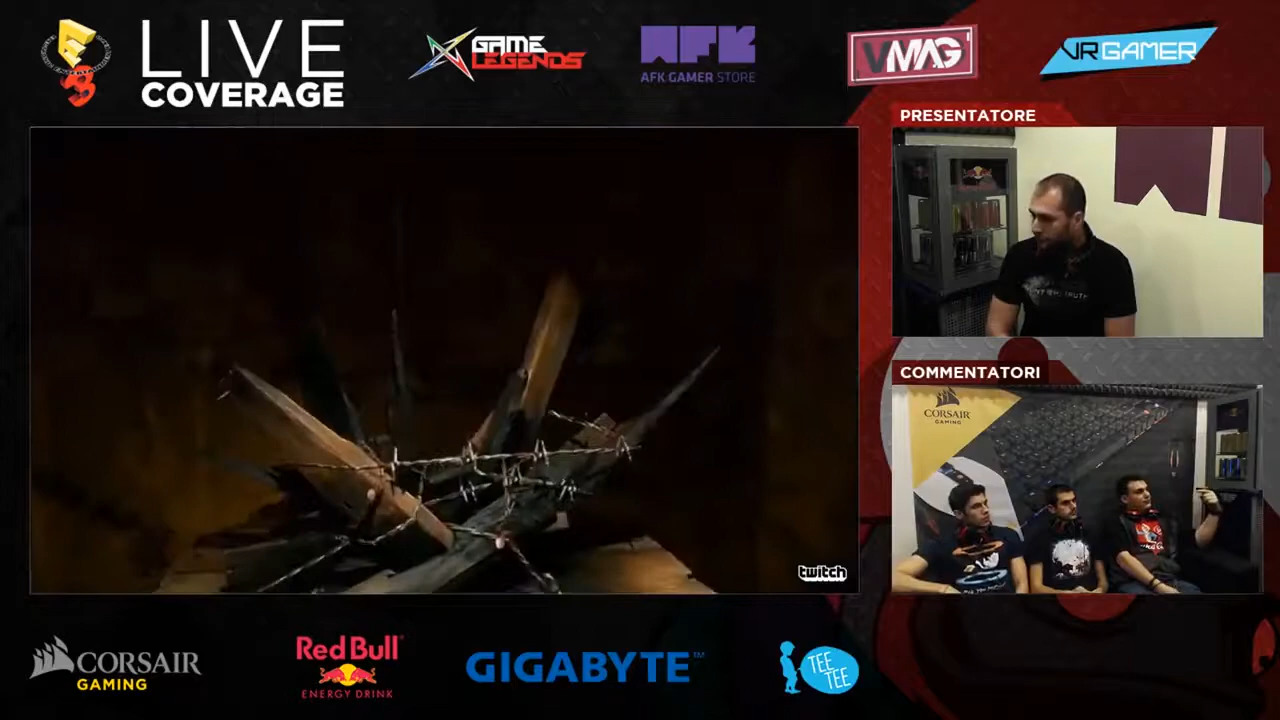 E3
LIVE
COVERAGE
GAME
LEGENDS
AFK
AFK GAMER STORE
VMAG
VRGAMER
PRESENTATORE
COMMENTATORI
CORSAIR
GAMING
twitch
CORSAIR
GAMING
Red Bull
ENERGY DRINK
GIGABYTE™
TEE
TEE